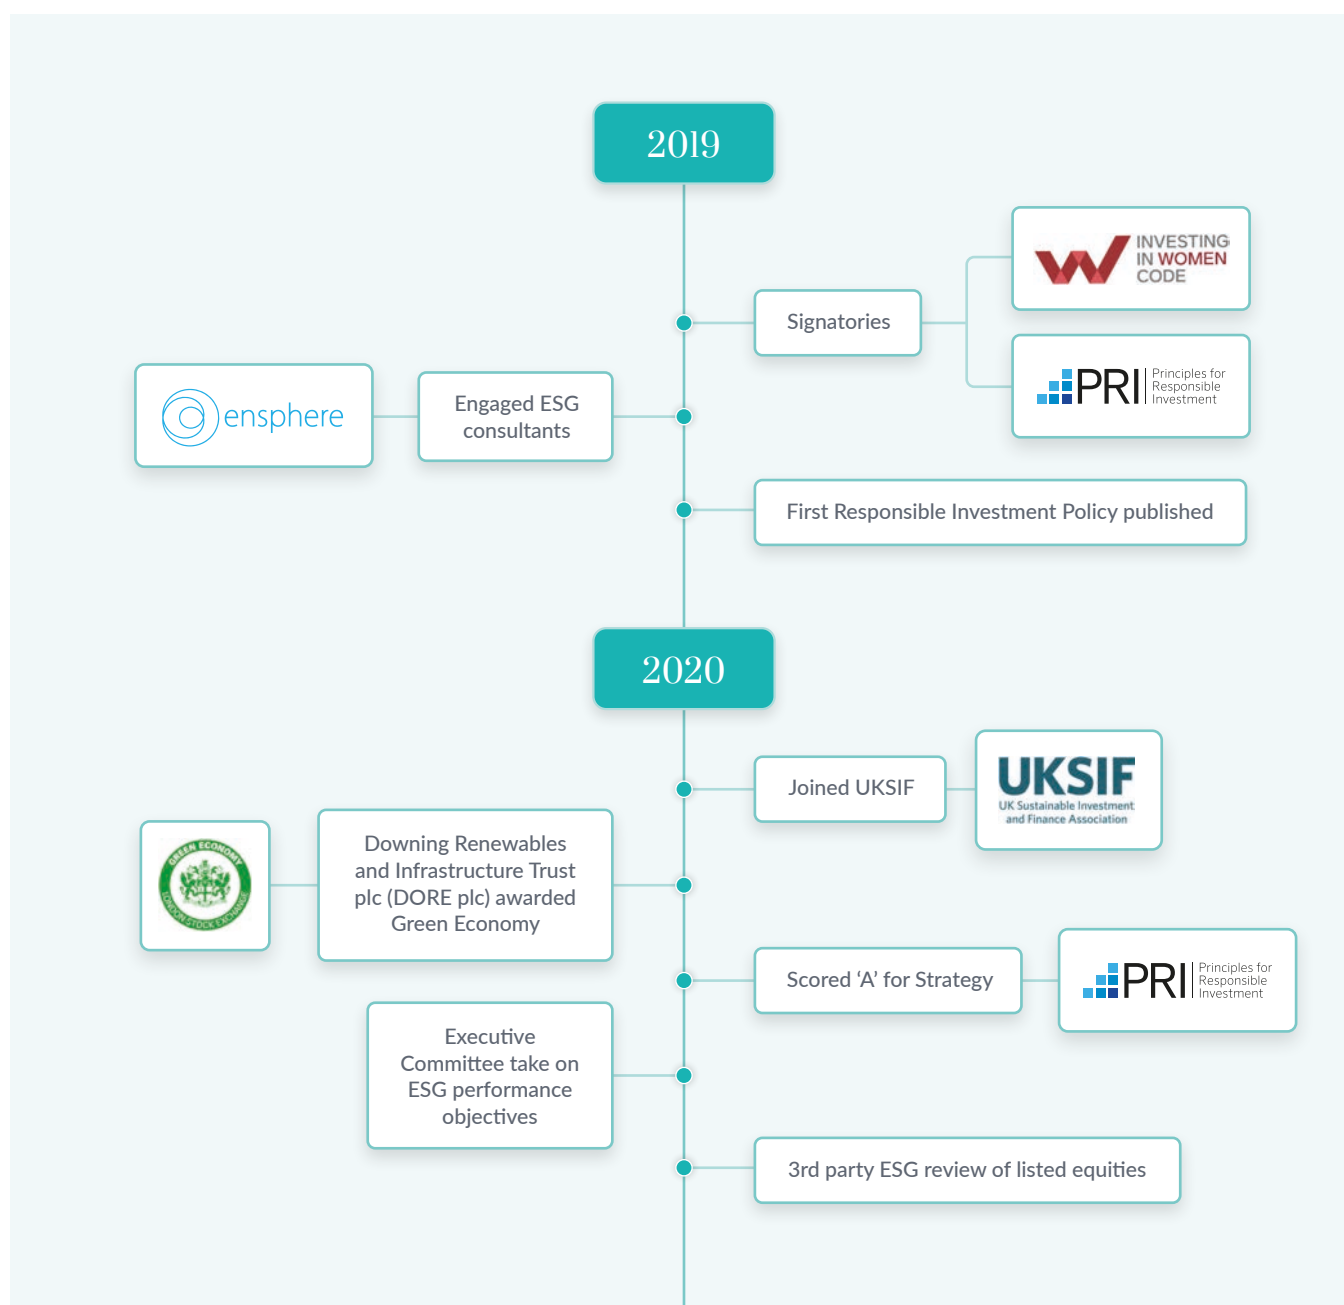 2019
INVESTING
IN WOMEN
CODE
Signatories
PRI
Principles for
Responsible
Investment
ensphere
Engaged ESG
consultants
First Responsible Investment Policy published
2020
Joined UKSIF
UKSIF
UK Sustainable Investment
and Finance Association
GREEN ECONOMY
LONDON STOCK EXCHANGE
Downing Renewables
and Infrastructure Trust
plc (DORE plc) awarded
Green Economy
Scored ‘A’ for Strategy
PRI
Principles for
Responsible
Investment
Executive
Committee take on
ESG performance
objectives
3rd party ESG review of listed equities